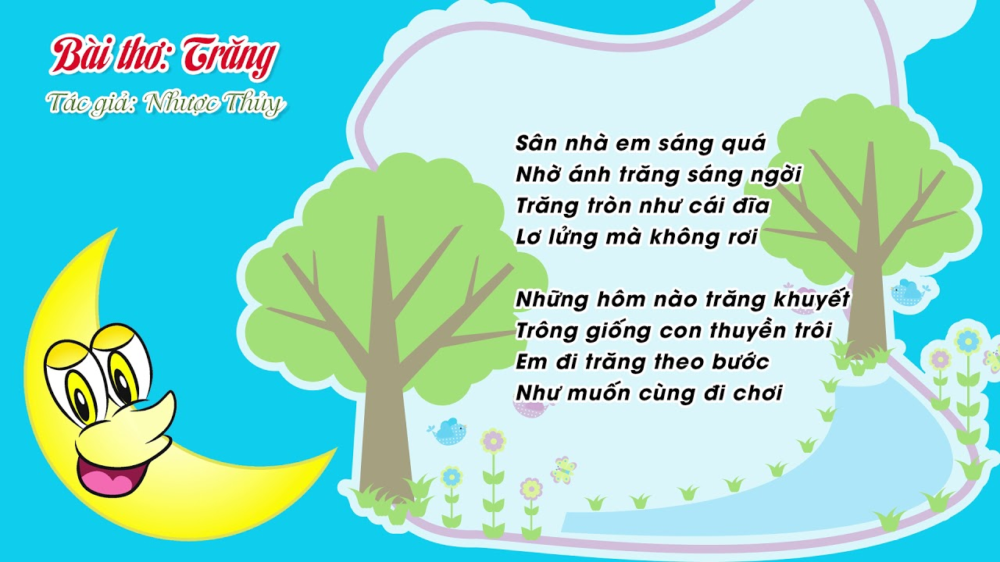 Bài thơ: Trăng
Tác giả: Nhược Thủy
Sân nhà em sáng quá
Nhờ ánh trăng sáng ngời
Trăng tròn như cái đĩa
Lơ lửng mà không rơi
Những hôm nào trăng khuyết
Trông giống con thuyền trôi
Em đi trăng theo bước
Như muốn cùng đi chơi